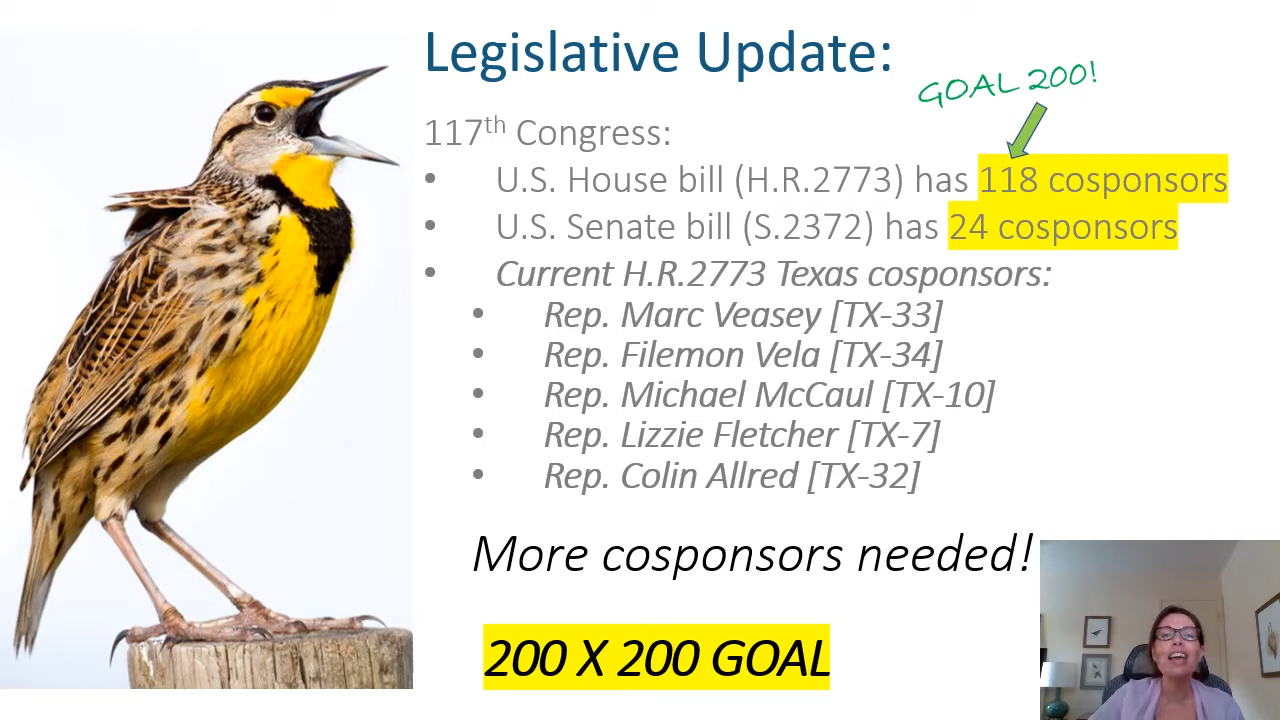 Legislative Update:
GOAL 200!
117th Congress:
• U.S. House bill (H.R.2773) has 118 cosponsors
• U.S. Senate bill (S.2372) has 24 cosponsors
• Current H.R.2773 Texas cosponsors:
• Rep. Marc Veasey [TX-33]
• Rep. Filemon Vela [TX-34]
• Rep. Michael McCaul [TX-10]
• Rep. Lizzie Fletcher [TX-7]
• Rep. Colin Allred [TX-32]
More cosponsors needed!
200 X 200 GOAL